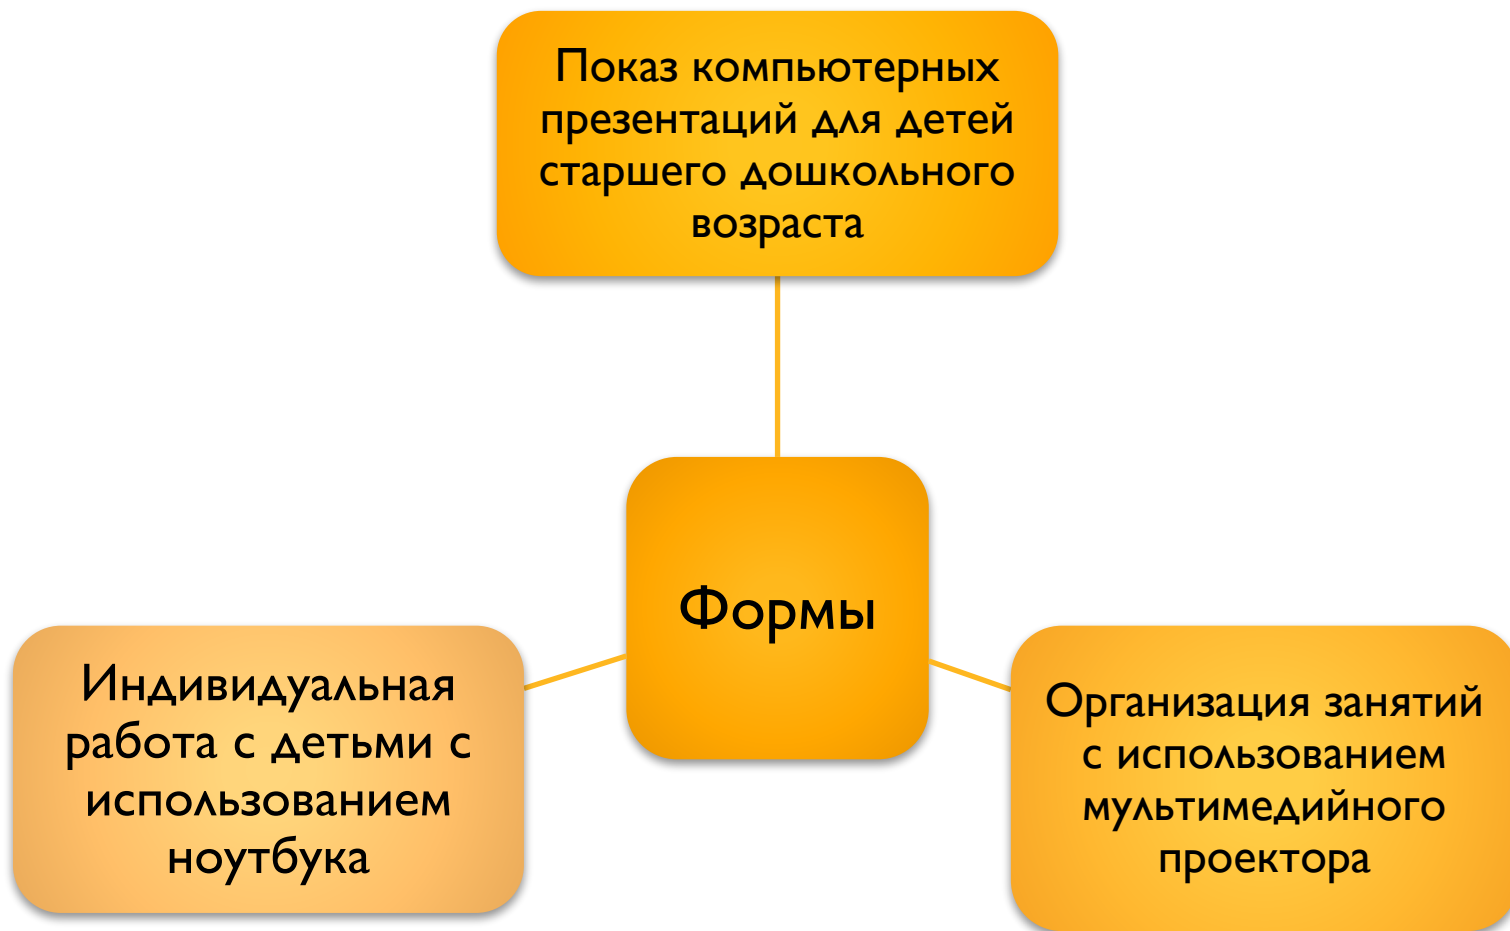 Показ компьютерных
презентаций для детей
старшего дошкольного
возраста
Формы
Индивидуальная
работа с детьми с
использованием
ноутбука
Организация занятий
с использованием
мультимедийного
проектора